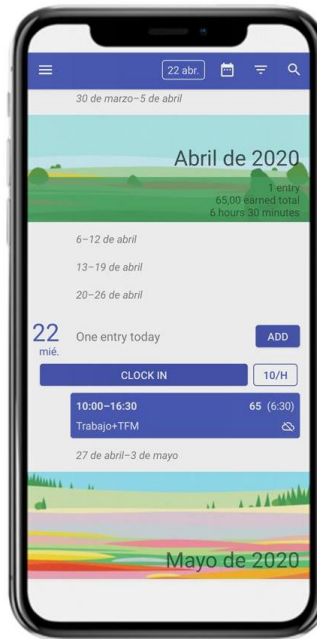 22 abr.
30 de marzo–5 de abril
Abril de 2020
1 entry
65,00 earned total
6 hours 30 minutes
6–12 de abril
13–19 de abril
20–26 de abril
22 One entry today ADD
mié.
CLOCK IN 10/H
10:00–16:30 65 (6:30)
Trabajo+TFM
27 de abril–3 de mayo
Mayo de 2020